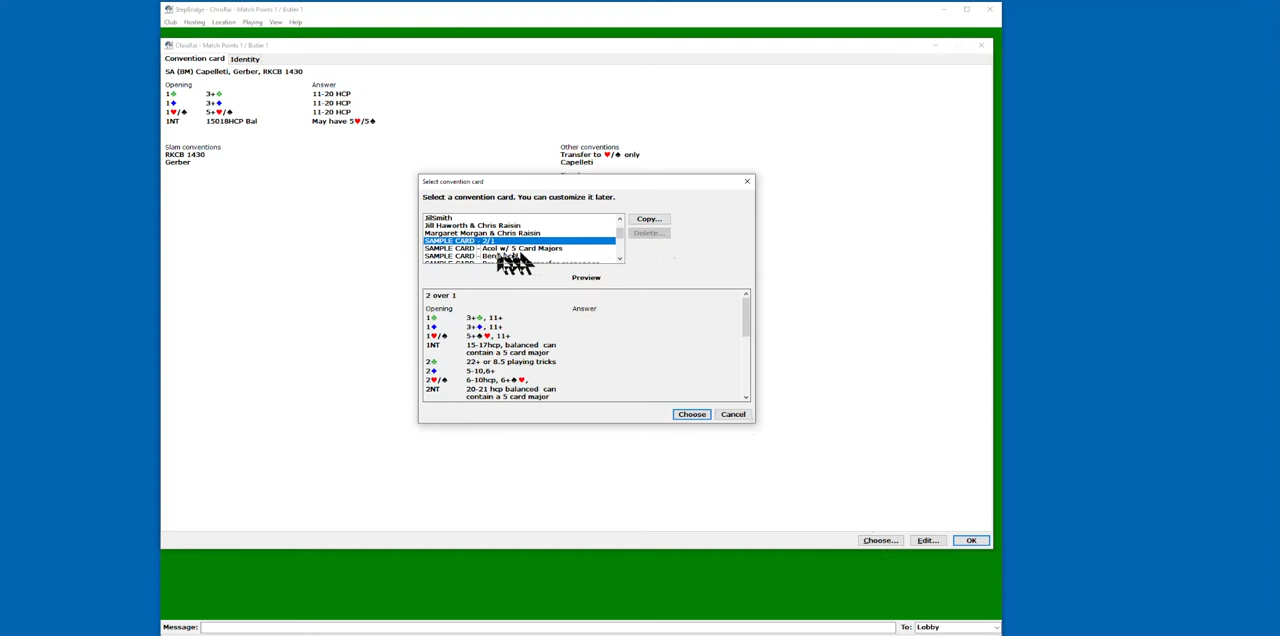 StepBridge - ChrisRai - Match Points 1 / Butler 1
Club Hosting Location Playing View Help
ChrisRai - Match Points 1 / Butler 1
Convention card Identity
SA (BM) Capelleti, Gerber, RKCB 1430
Opening Answer
1♣ 3+♣ 11-20 HCP
1♦ 3+♦ 11-20 HCP
1♥/♠ 5+♥/♠ 11-20 HCP
1NT 15018HCP Bal May have 5♥/5♠
Slam conventions Other conventions
RKCB 1430 Transfer to ♥/♠ only
Gerber Capelleti
Select convention card
Select a convention card. You can customize it later.
JilSmith
Jill Haworth & Chris Raisin
Margaret Morgan & Chris Raisin
SAMPLE CARD - 2/1
SAMPLE CARD - Acol w/ 5 Card Majors
SAMPLE CARD -
Copy...
Delete...
Preview
2 over 1
Opening Answer
1♣ 3+♣, 11+
1♦ 3+♦, 11+
1♥/♠ 5+♠♥, 11+
1NT 15-17hcp, balanced can
contain a 5 card major
2♣ 22+ or 8.5 playing tricks
2♦ 5-10,6+
2♥/♠ 6-10hcp, 6+♠♥,
2NT 20-21 hcp balanced can
contain a 5 card major
Choose Cancel
Choose... Edit... OK
Message: To: Lobby